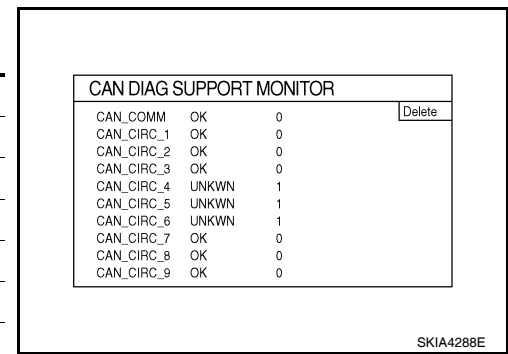 CAN DIAG SUPPORT MONITOR
Delete
CAN_COMM OK 0
CAN_CIRC_1 OK 0
CAN_CIRC_2 OK 0
CAN_CIRC_3 OK 0
CAN_CIRC_4 UNKWN 1
CAN_CIRC_5 UNKWN 1
CAN_CIRC_6 UNKWN 1
CAN_CIRC_7 OK 0
CAN_CIRC_8 OK 0
CAN_CIRC_9 OK 0
SKIA4288E